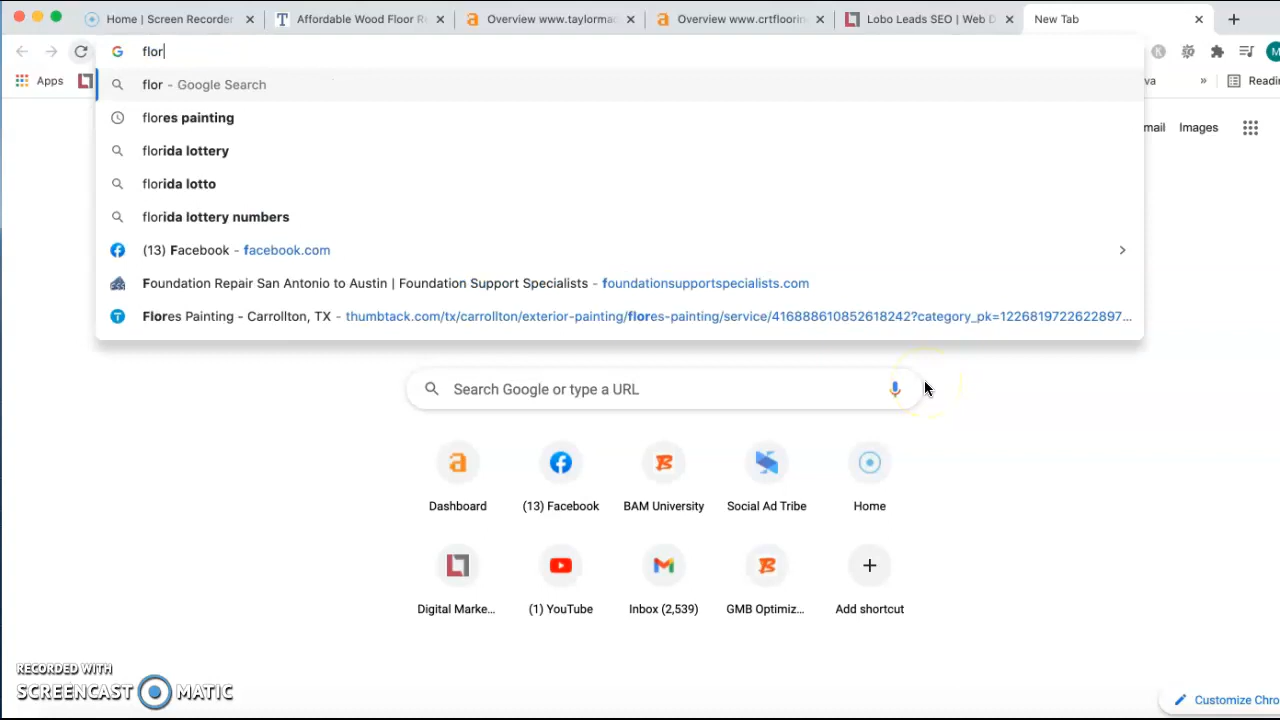 Home | Screen Recorder
Affordable Wood Floor Re
Overview www.taylorma
Overview www.crtfloorin
Lobo Leads SEO | Web D
New Tab
flor
Apps
va
»
Readin
flor - Google Search
flores painting
florida lottery
florida lotto
florida lottery numbers
(13) Facebook - facebook.com
Foundation Repair San Antonio to Austin | Foundation Support Specialists - foundationsupportspecialists.com
Flores Painting - Carrollton, TX - thumbtack.com/tx/carrollton/exterior-painting/flores-painting/service/416888610852618242?category_pk=1226819722622897...
mail Images
Search Google or type a URL
Dashboard (13) Facebook BAM University Social Ad Tribe Home
Digital Marke... (1) YouTube Inbox (2,539) GMB Optimiz... Add shortcut
RECORDED WITH
SCREENCAST MATIC
Customize Chro